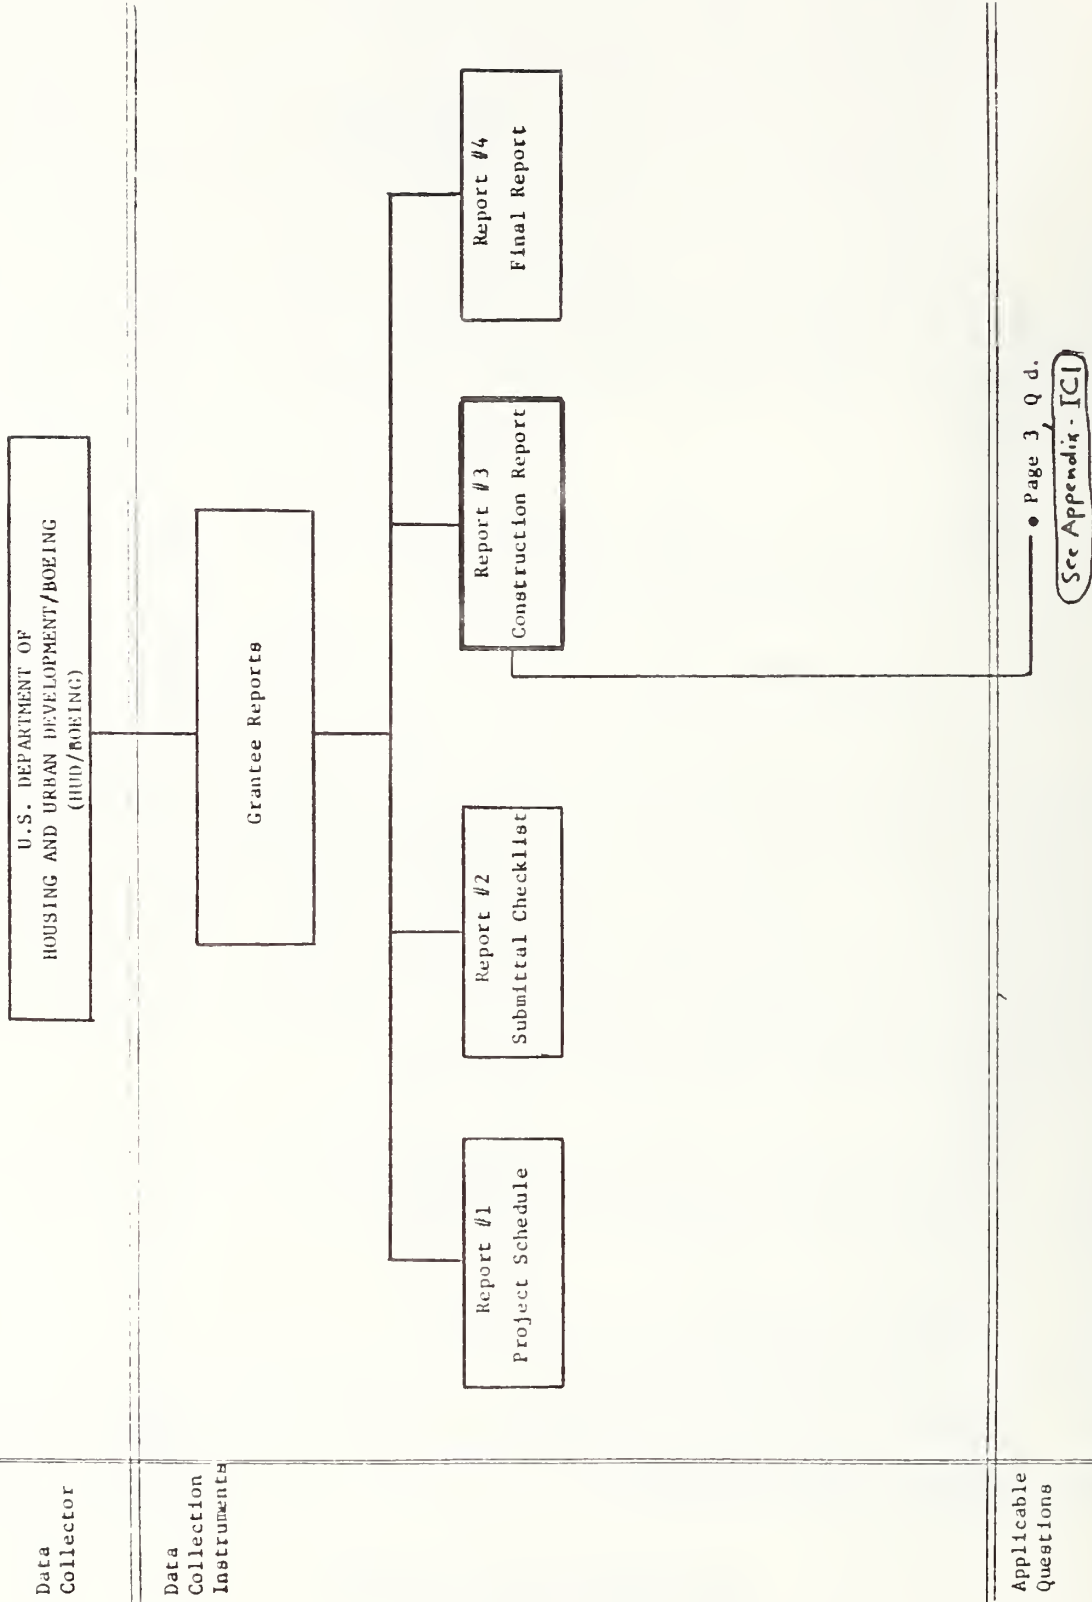 Data
Collector
U.S. DEPARTMENT OF
HOUSING AND URBAN DEVELOPMENT/BOEING
(HUD/BOEING)
Data
Collection
Instruments
Grantee Reports
Report #1
Project Schedule
Report #2
Submittal Checklist
Report #3
Construction Report
Report #4
Final Report
Applicable
Questions
• Page 3, Q d.
See Appendix - IC1